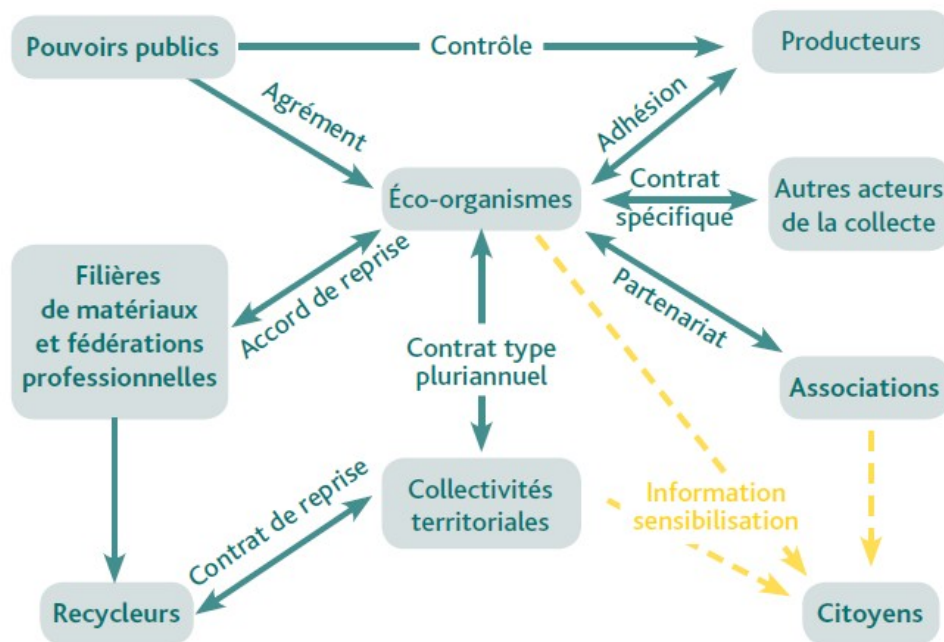 Pouvoirs publics
Contrôle
Producteurs
Agrément
Adhésion
Éco-organismes
Contrat
spécifique
Autres acteurs
de la collecte
Filières
de matériaux
et fédérations
professionnelles
Accord de reprise
Contrat type
pluriannuel
Partenariat
Associations
Contrat de reprise
Collectivités
territoriales
Information
sensibilisation
Recycleurs
Citoyens